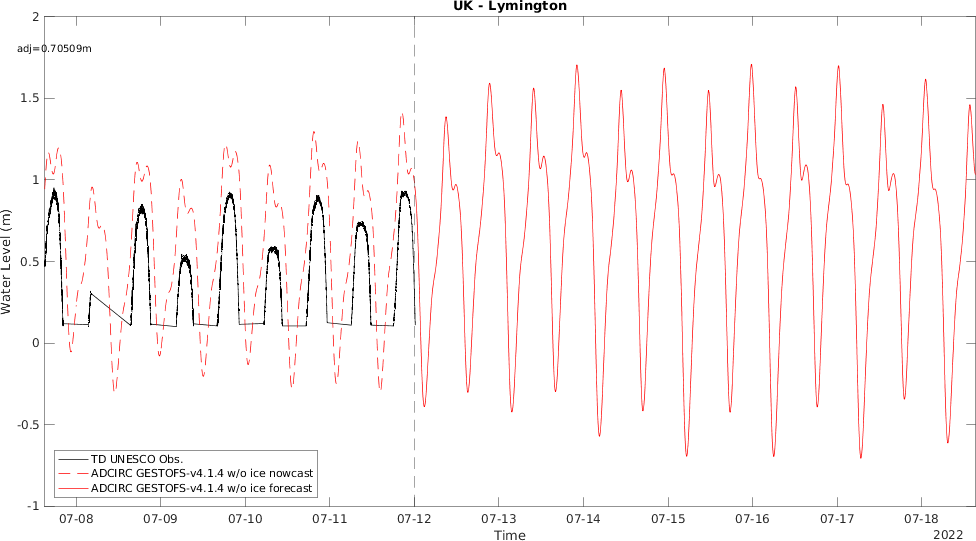 UK - Lymington
adj=0.70509m
2
1.5
1
0.5
0
-0.5
-1
Water Level (m)
TD UNESCO Obs.
ADCIRC GESTOFS-v4.1.4 w/o ice nowcast
ADCIRC GESTOFS-v4.1.4 w/o ice forecast
07-08 07-09 07-10 07-11 07-12 07-13 07-14 07-15 07-16 07-17 07-18
Time
2022